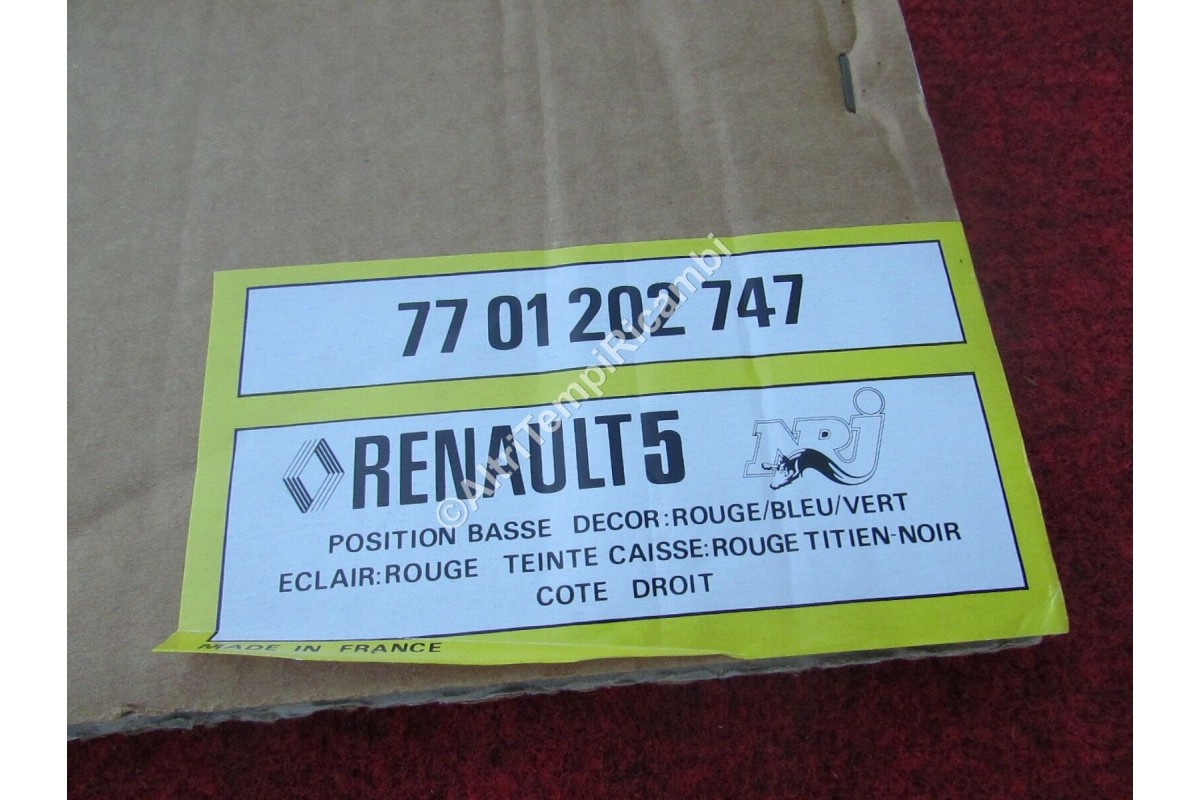 77 01 202 747
RENAULT5 NRJ
POSITION BASSE DECOR:ROUGE/BLEU/VERT
ECLAIR:ROUGE TEINTE CAISSE:ROUGE TITIEN-NOIR
COTE DROIT
MADE IN FRANCE
©AltriTempiRicambi